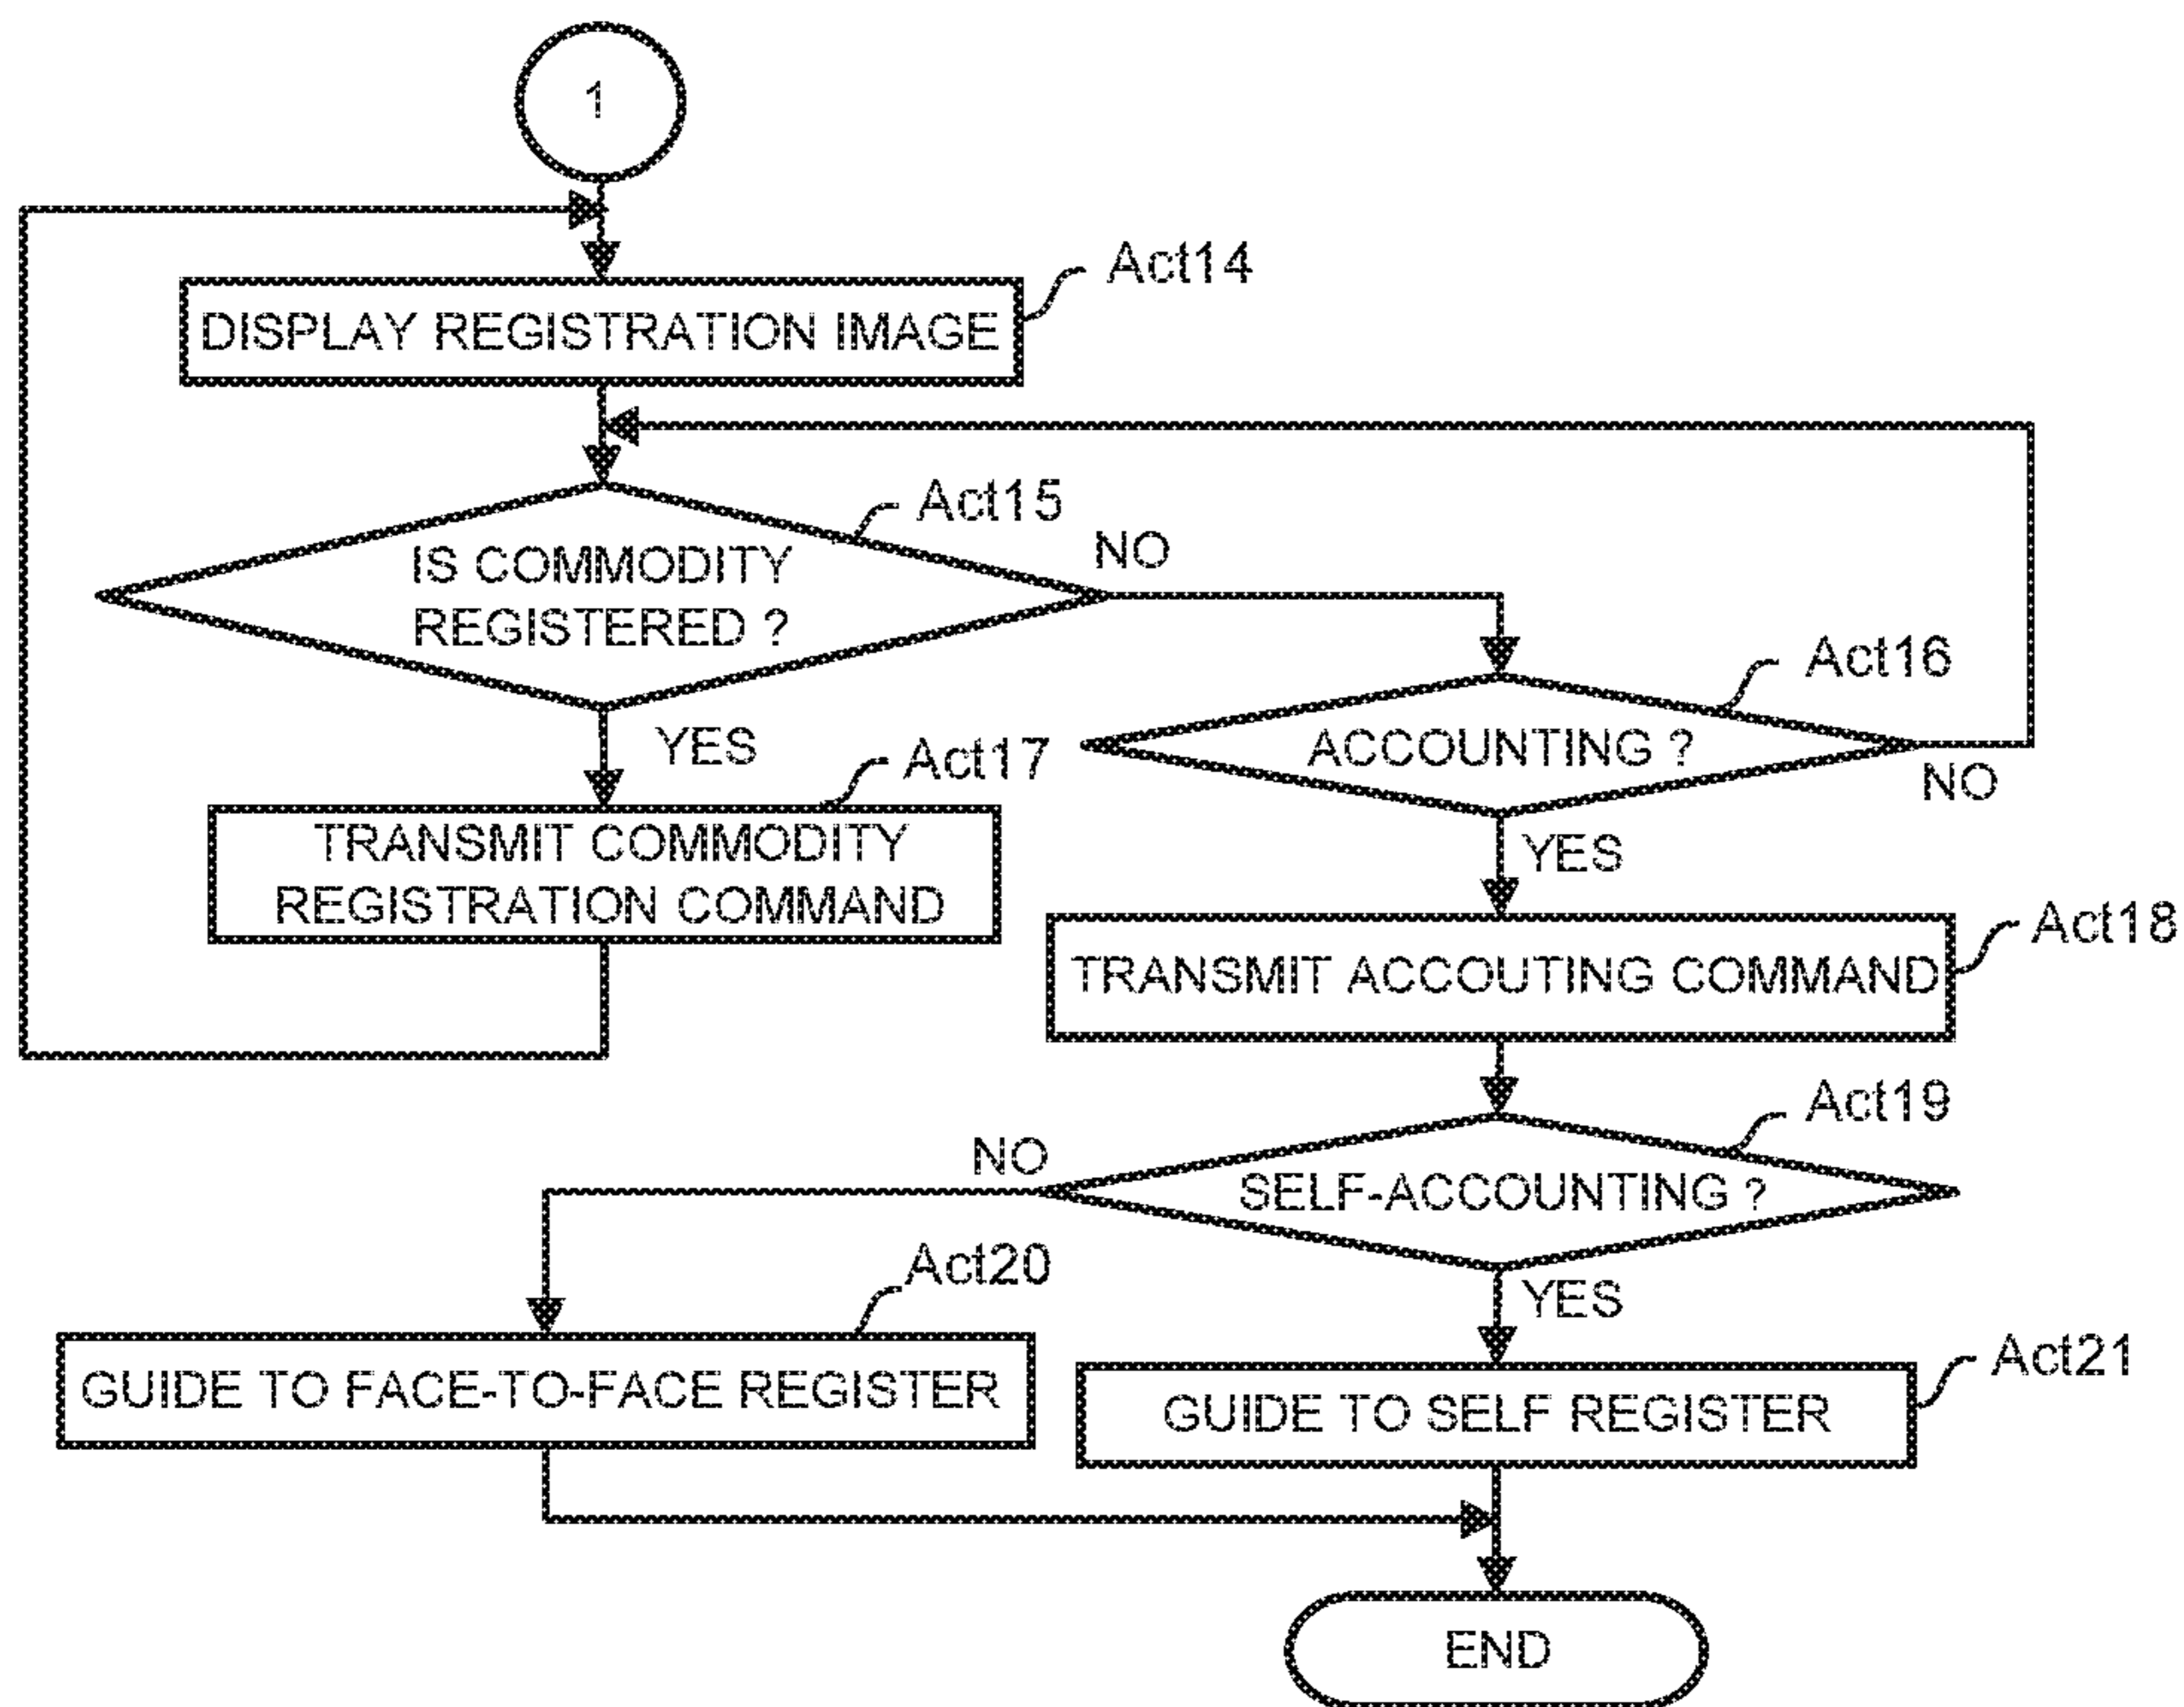 1
Act14
DISPLAY REGISTRATION IMAGE
Act15
NO
IS COMMODITY
REGISTERED ?
Act16
YES
ACCOUNTING ?
NO
Act17
TRANSMIT COMMODITY
REGISTRATION COMMAND
YES
Act18
TRANSMIT ACCOUTING COMMAND
Act19
NO
SELF-ACCOUNTING ?
Act20
YES
GUIDE TO FACE-TO-FACE REGISTER
Act21
GUIDE TO SELF REGISTER
END